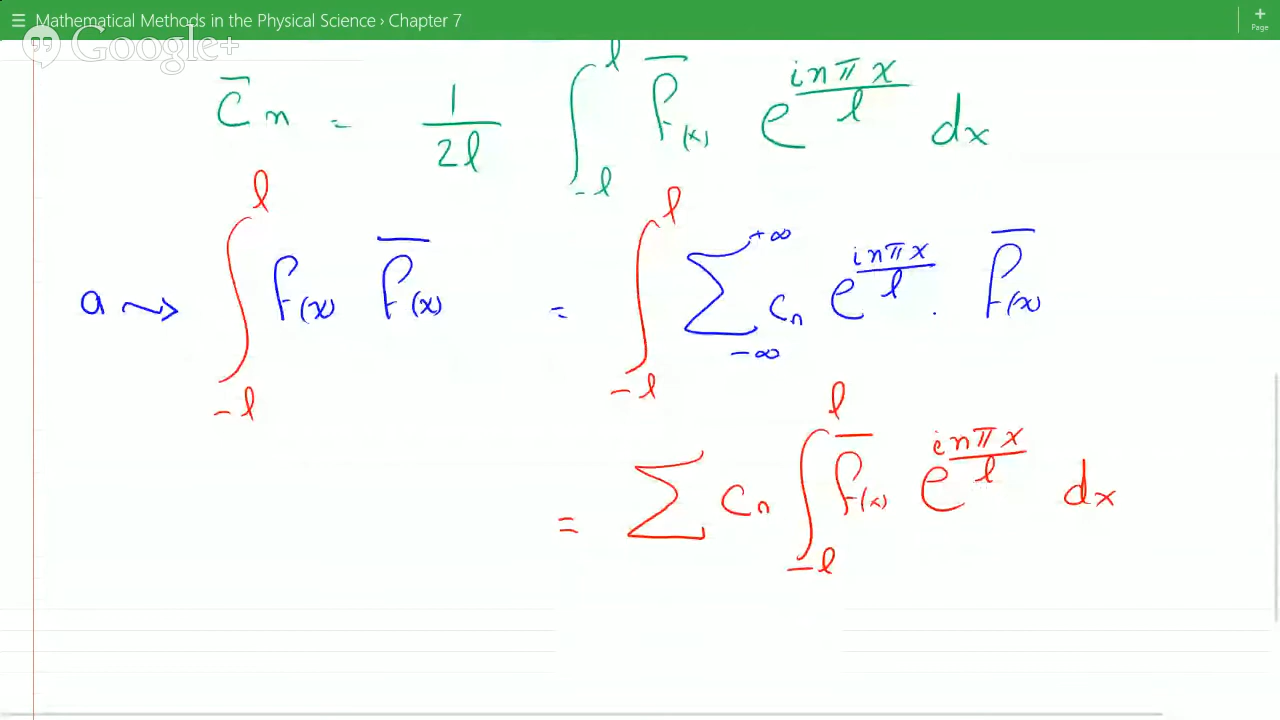 ☰ Mathematical Methods in the Physical Science › Chapter 7
+ Page
Google+
c̄n = 1/2l ∫_{-l}^{l} f̄(x) e^{inπx/l} dx
a ⇝ ∫_{-l}^{l} f(x) f̄(x) = ∫_{-l}^{l} ∑_{-∞}^{+∞} cn e^{inπx/l} . f̄(x)
= ∑ cn ∫_{-l}^{l} f̄(x) e^{inπx/l} dx